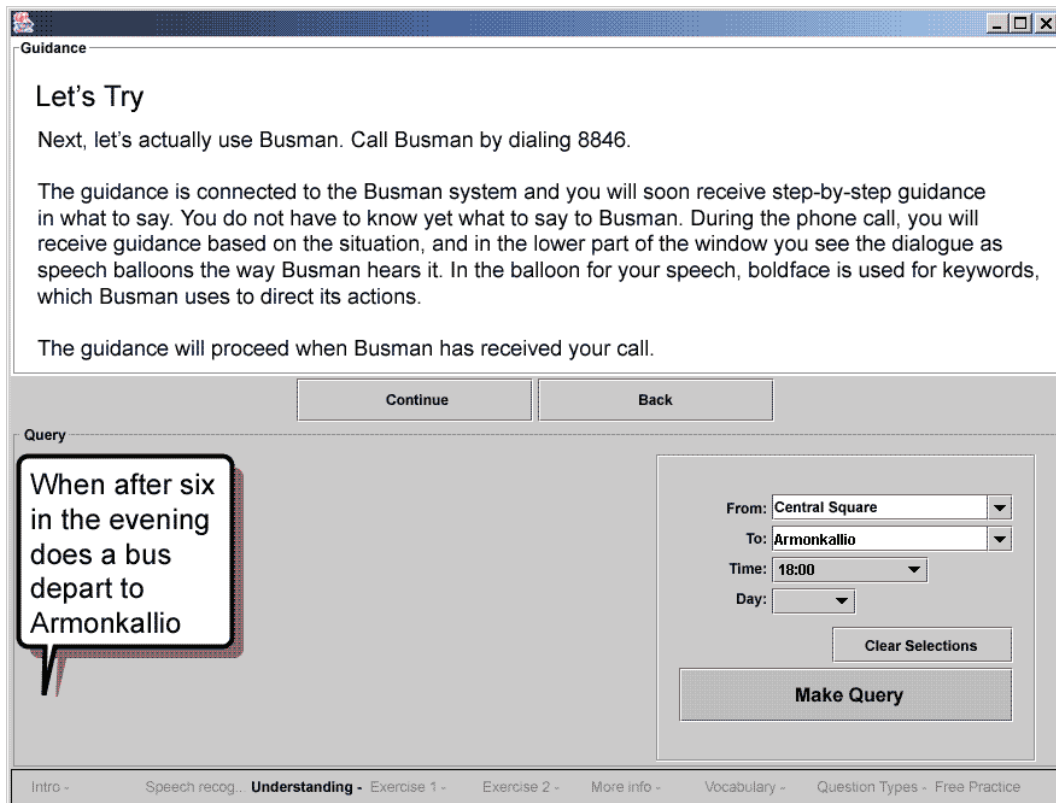 Guidance
Let's Try
Next, let's actually use Busman. Call Busman by dialing 8846.
The guidance is connected to the Busman system and you will soon receive step-by-step guidance
in what to say. You do not have to know yet what to say to Busman. During the phone call, you will
receive guidance based on the situation, and in the lower part of the window you see the dialogue as
speech balloons the way Busman hears it. In the balloon for your speech, boldface is used for keywords,
which Busman uses to direct its actions.
The guidance will proceed when Busman has received your call.
Continue Back
Query
When after six
in the evening
does a bus
depart to
Armonkallio
From: Central Square
To: Armonkallio
Time: 18:00
Day:
Clear Selections
Make Query
Intro - Speech recog.. Understanding - Exercise 1 - Exercise 2 - More info - Vocabulary - Question Types - Free Practice